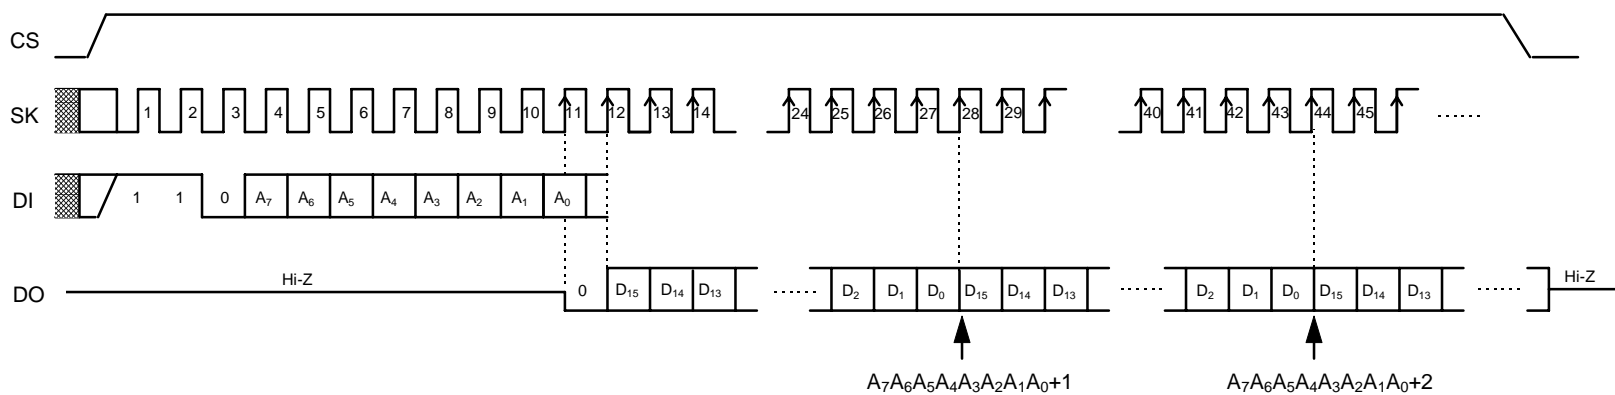 CS
SK 1 2 3 4 5 6 7 8 9 10 11 12 13 14 24 25 26 27 28 29 40 41 42 43 44 45
DI 1 1 0 A₇ A₆ A₅ A₄ A₃ A₂ A₁ A₀
DO Hi-Z 0 D₁₅ D₁₄ D₁₃ D₂ D₁ D₀ D₁₅ D₁₄ D₁₃ D₂ D₁ D₀ D₁₅ D₁₄ D₁₃ Hi-Z
A₇A₆A₅A₄A₃A₂A₁A₀+1 A₇A₆A₅A₄A₃A₂A₁A₀+2